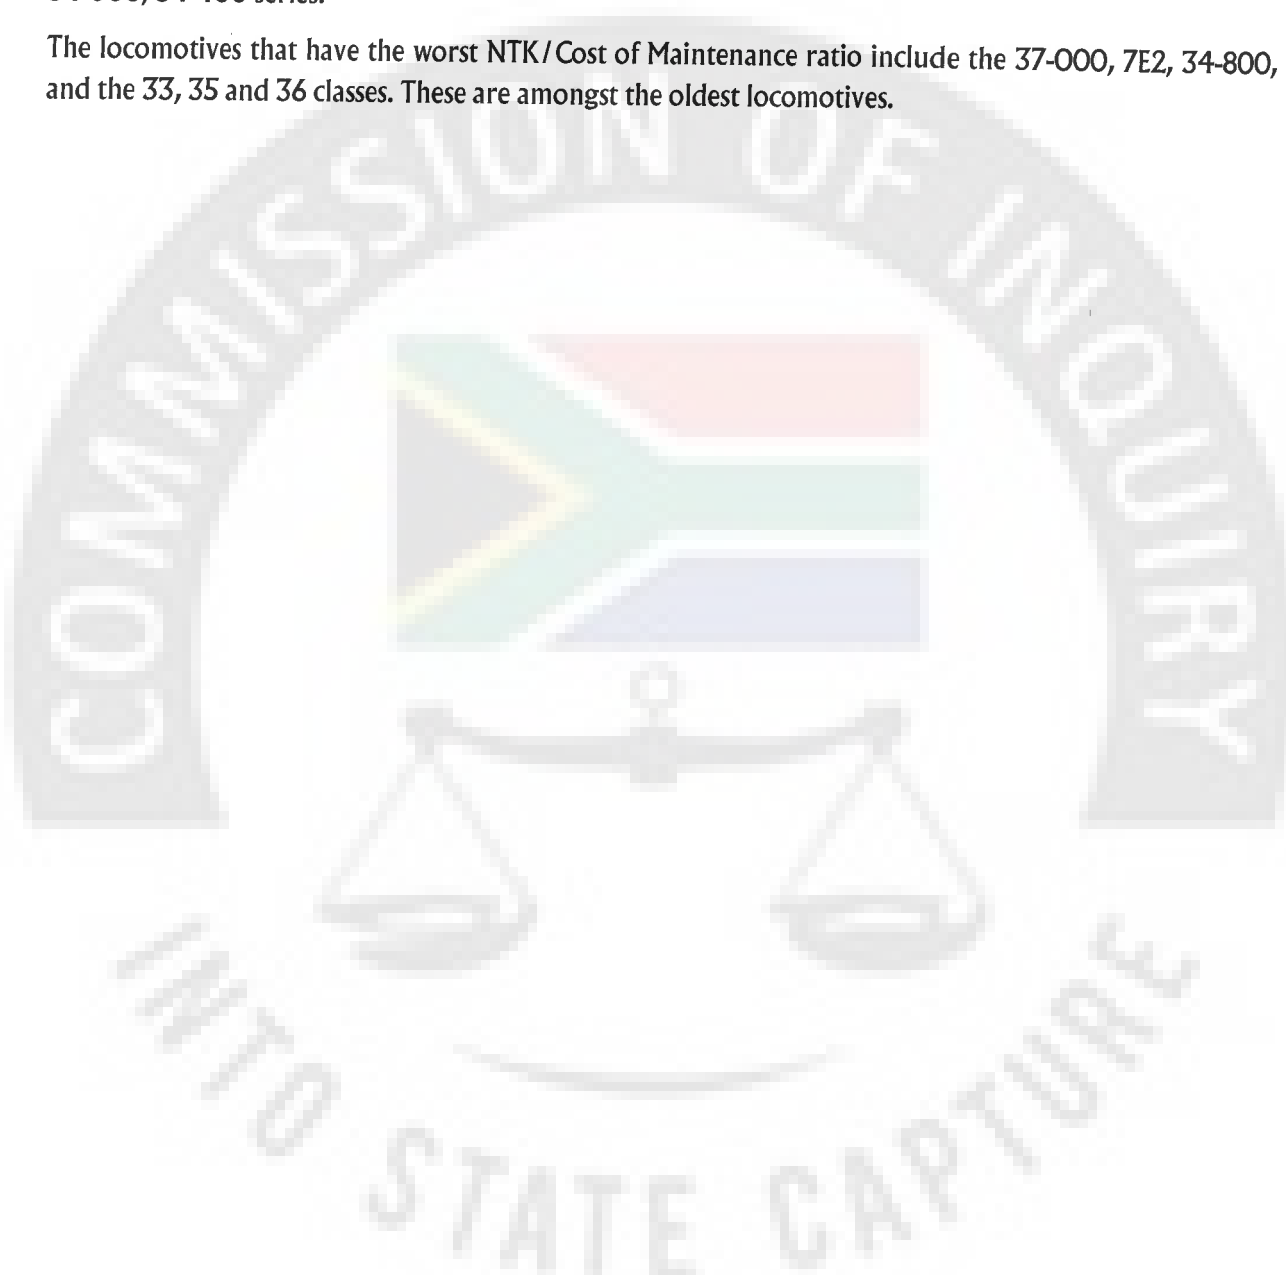 The locomotives that have the worst NTK/Cost of Maintenance ratio include the 37-000, 7E2, 34-800,
and the 33, 35 and 36 classes. These are amongst the oldest locomotives.
COMMISSION OF INQUIRY
INTO STATE CAPTURE